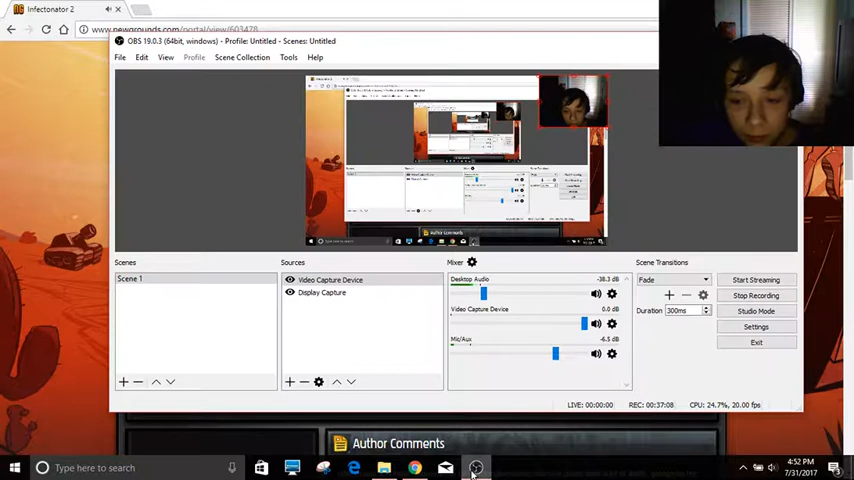 Infectonator 2
www.newgrounds.com/portal/view/603478
OBS 19.0.3 (64bit, windows) - Profile: Untitled - Scenes: Untitled
File Edit View Profile Scene Collection Tools Help
Scenes
Scene 1
Sources
Video Capture Device
Display Capture
Mixer
Desktop Audio -38.3 dB
Video Capture Device 0.0 dB
Mic/Aux -6.5 dB
Scene Transitions
Fade
Duration 300ms
Start Streaming
Stop Recording
Studio Mode
Settings
Exit
LIVE: 00:00:00 REC: 00:37:08 CPU: 24.7%, 20.00 fps
Author Comments
Type here to search
4:52 PM
7/31/2017
3